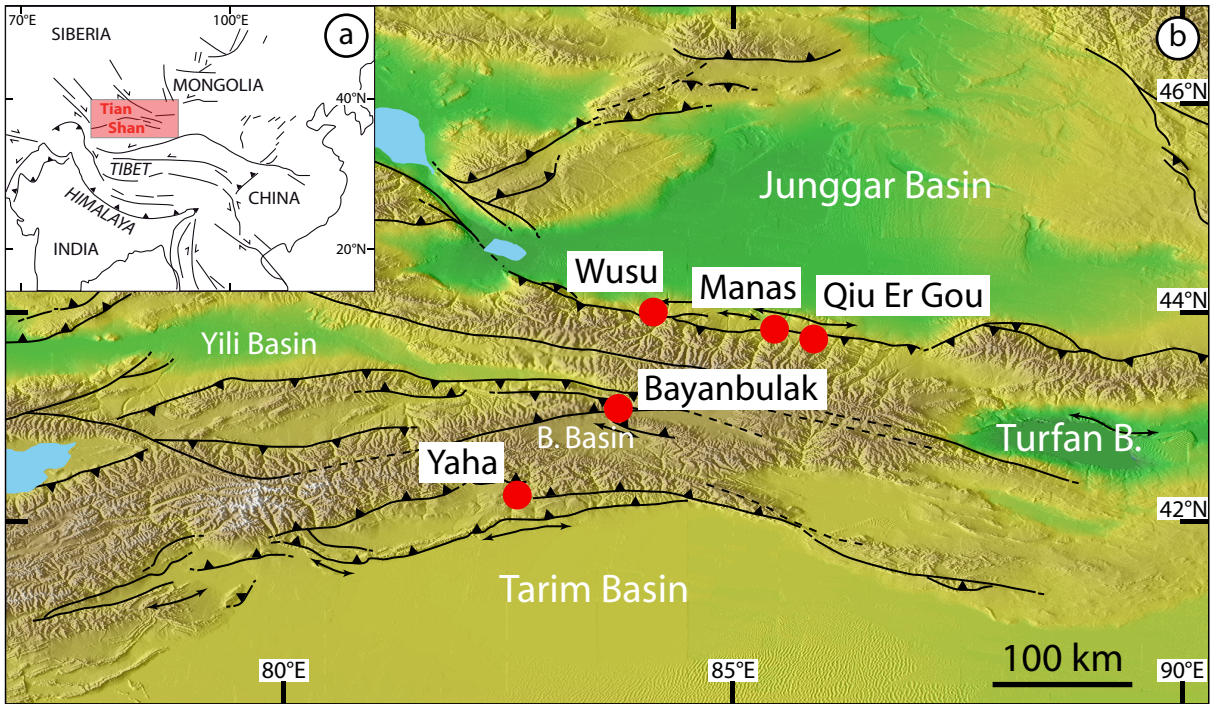 70°E
100°E
SIBERIA
a
MONGOLIA
40°N
Tian
Shan
TIBET
CHINA
HIMALAYA
INDIA
20°N
b
46°N
Junggar Basin
Wusu
Manas
Qiu Er Gou
44°N
Yili Basin
Bayanbulak
B. Basin
Turfan B.
Yaha
42°N
Tarim Basin
100 km
80°E
85°E
90°E